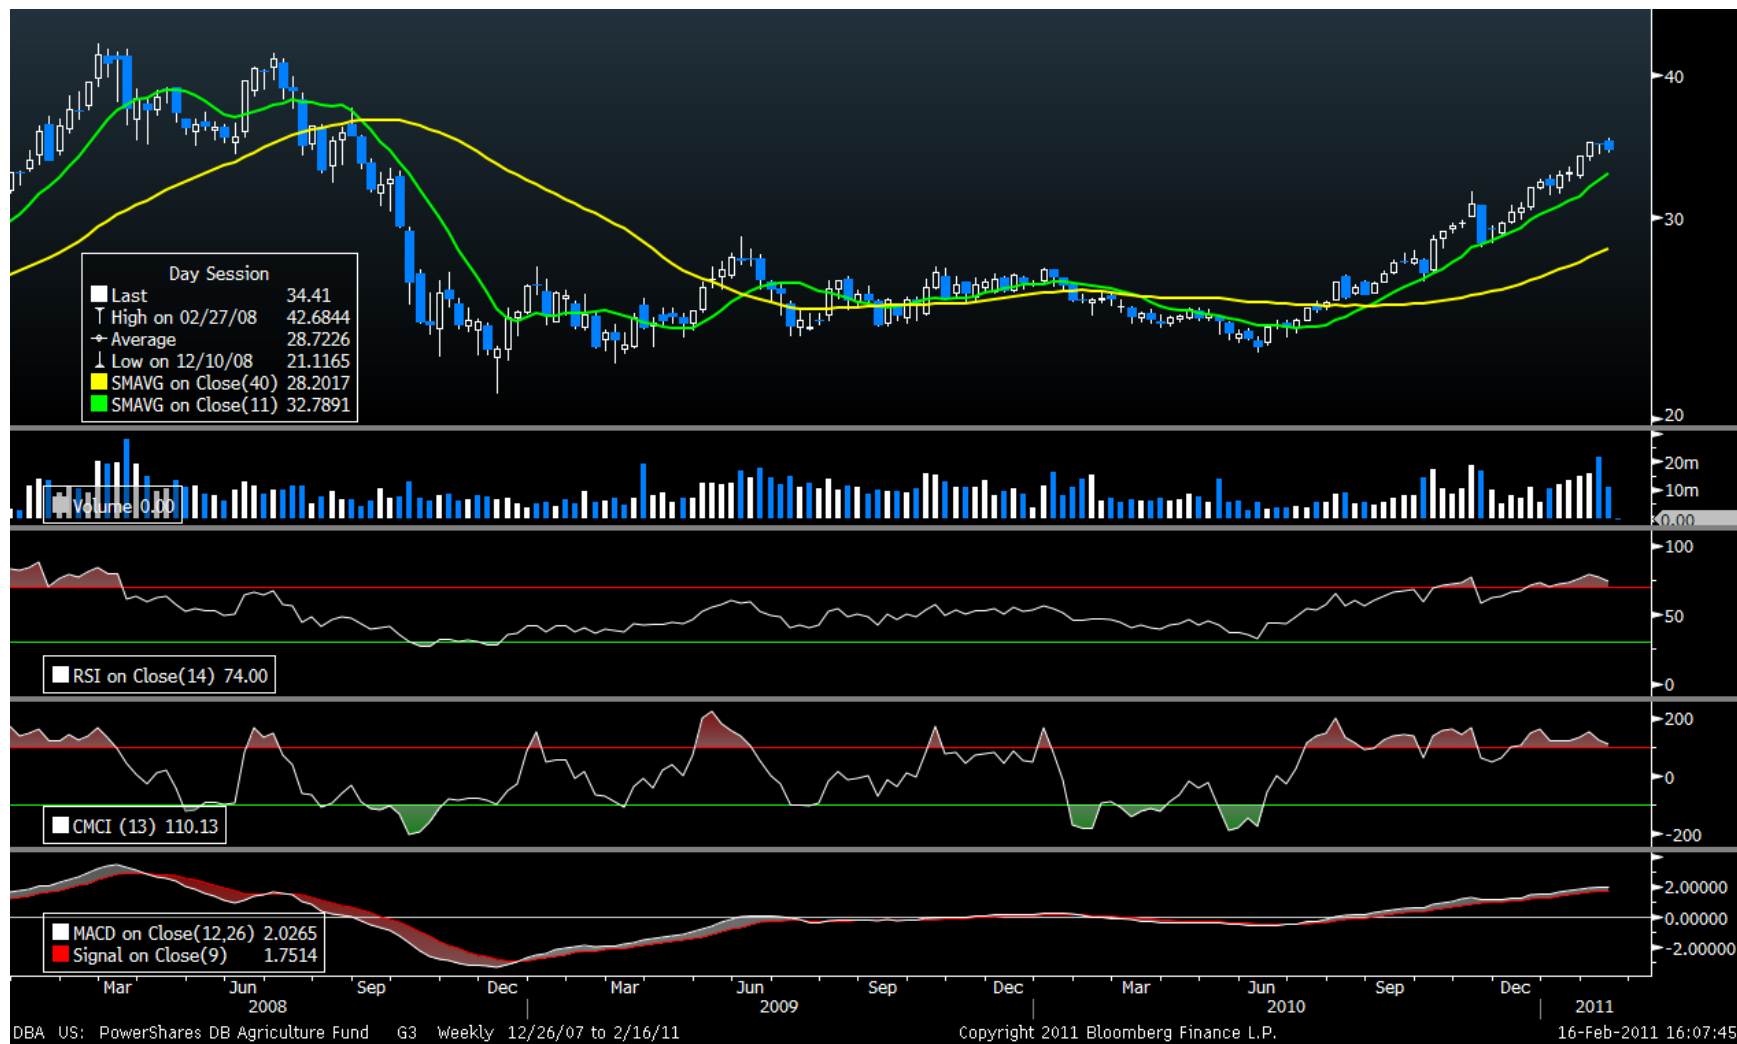 40
30
20
Day Session
Last 34.41
High on 02/27/08 42.6844
Average 28.7226
Low on 12/10/08 21.1165
SMAVG on Close(40) 28.2017
SMAVG on Close(11) 32.7891
20m
10m
0.00
Volume 0.00
100
50
0
RSI on Close(14) 74.00
200
0
-200
CMCI (13) 110.13
2.00000
0.00000
-2.00000
MACD on Close(12,26) 2.0265
Signal on Close(9) 1.7514
Mar Jun Sep Dec Mar Jun Sep Dec Mar Jun Sep Dec
2008 2009 2010 2011
DBA US: PowerShares DB Agriculture Fund G3 Weekly 12/26/07 to 2/16/11 Copyright 2011 Bloomberg Finance L.P. 16-Feb-2011 16:07:45